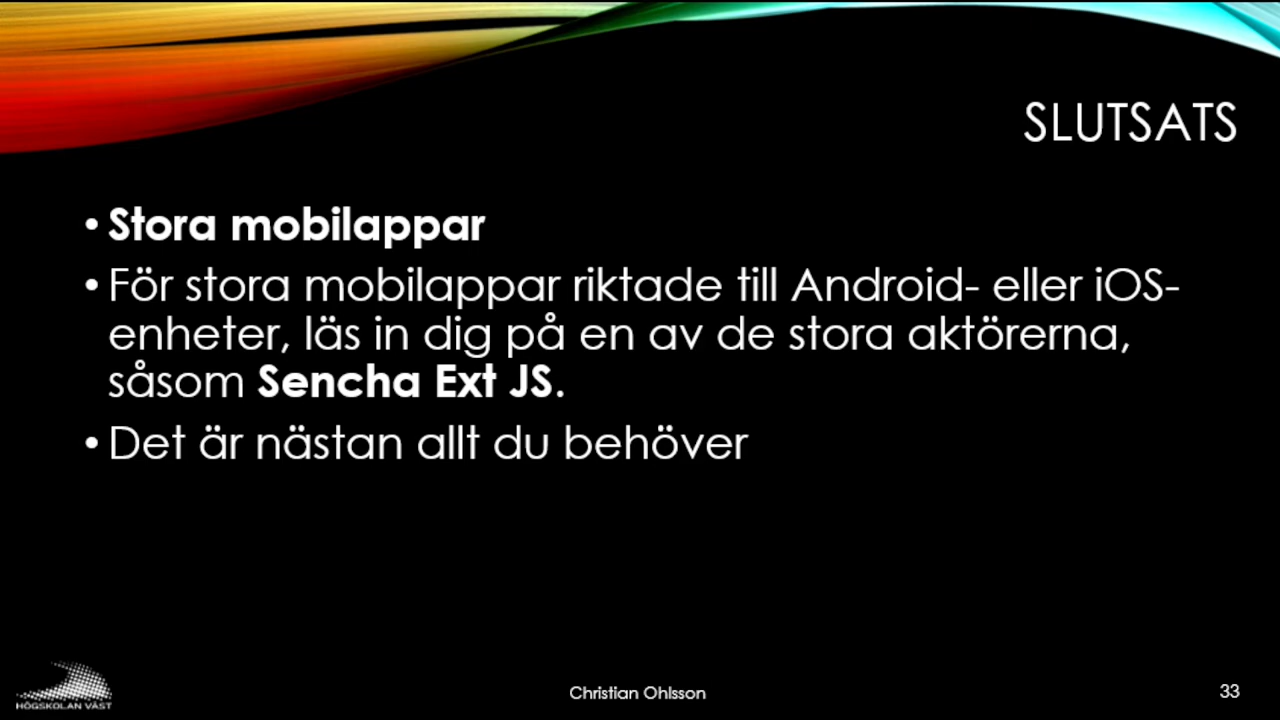 SLUTSATS
• Stora mobilappar
• För stora mobilappar riktade till Android- eller iOS-
enheter, läs in dig på en av de stora aktörerna,
såsom Sencha Ext JS.
• Det är nästan allt du behöver
HÖGSKOLAN VÄST
Christian Ohlsson
33